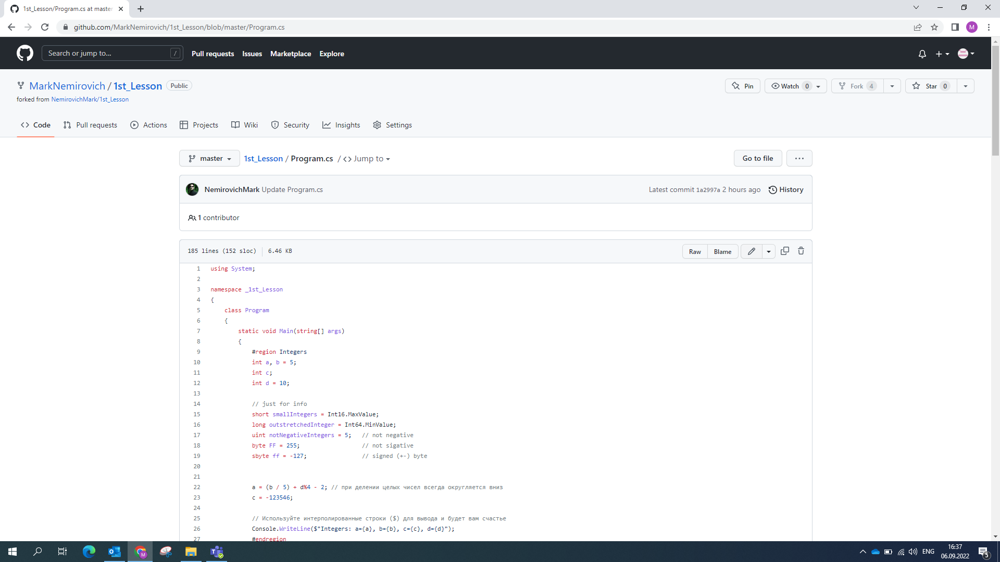 1st_Lesson/Program.cs at master
github.com/MarkNemirovich/1st_Lesson/blob/master/Program.cs
M
Search or jump to... /
Pull requests Issues Marketplace Explore
MarkNemirovich / 1st_Lesson Public
Pin Watch 0 Fork 4 Star 0
forked from NemirovichMark/1st_Lesson
Code Pull requests Actions Projects Wiki Security Insights Settings
master 1st_Lesson / Program.cs / Jump to Go to file ...
NemirovichMark Update Program.cs Latest commit 1a2997a 2 hours ago History
1 contributor
185 lines (152 sloc) 6.46 KB Raw Blame
1 using System;
2
3 namespace _1st_Lesson
4 {
5 class Program
6 {
7 static void Main(string[] args)
8 {
9 #region Integers
10 int a, b = 5;
11 int c;
12 int d = 10;
13
14 // just for info
15 short smallIntegers = Int16.MaxValue;
16 long outstretchedInteger = Int64.MinValue;
17 uint notNegativeIntegers = 5; // not negative
18 byte FF = 255; // not sigative
19 sbyte ff = -127; // signed (+-) byte
20
21
22 a = (b / 5) + d%4 - 2; // при делении целых чисел всегда округляется вниз
23 c = -123546;
24
25 // Используйте интерполированные строки ($) для вывода и будет вам счастье
26 Console.WriteLine($"Integers: a={a}, b={b}, c={c}, d={d}");
27 #endregion
M
ENG
16:37
06.09.2022
5